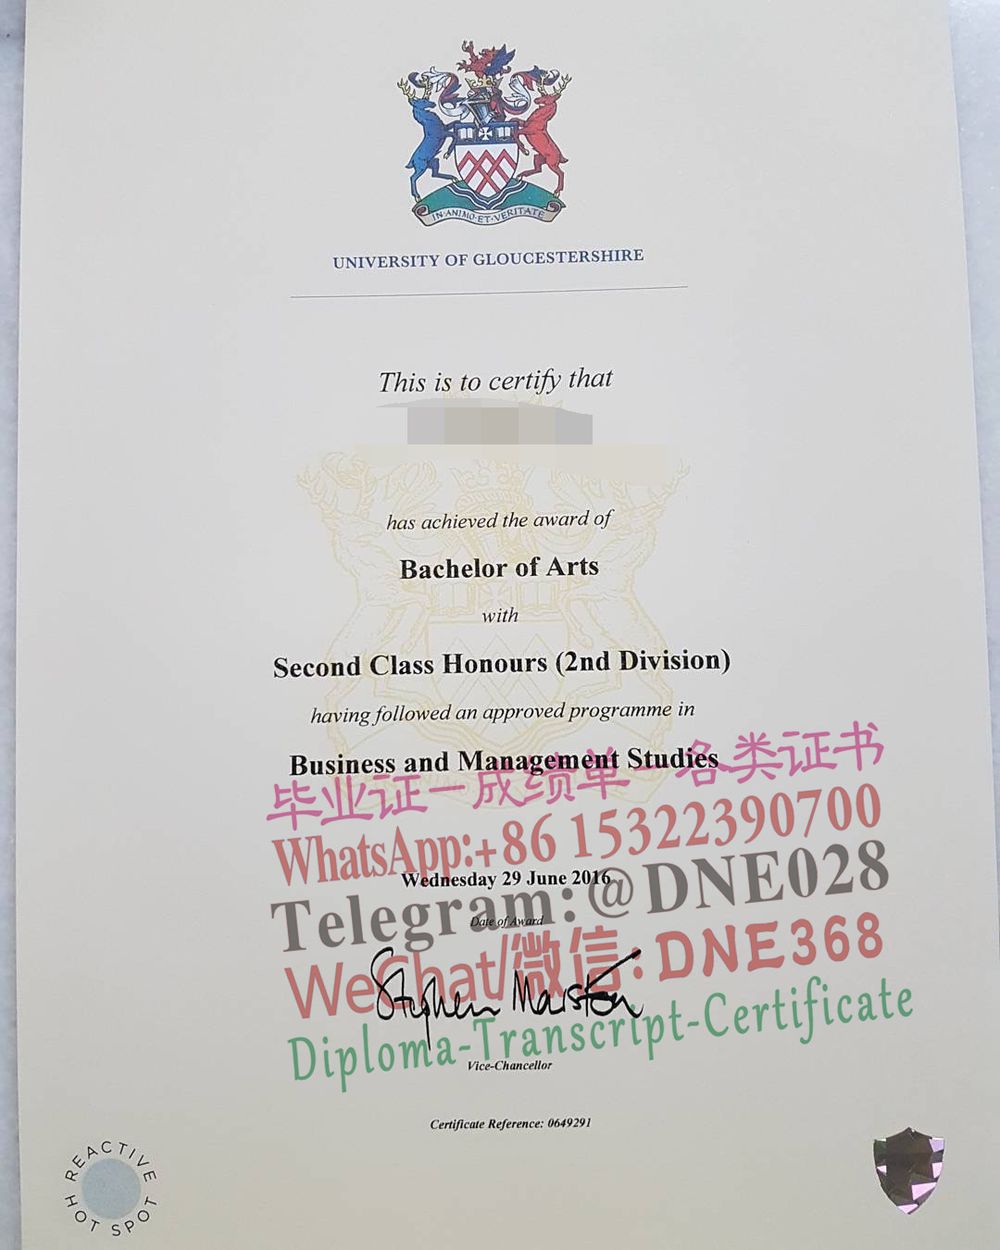 IN·ANIMO·ET·VERITATE
UNIVERSITY OF GLOUCESTERSHIRE
This is to certify that
has achieved the award of
Bachelor of Arts
with
Second Class Honours (2nd Division)
having followed an approved programme in
Business and Management Studies
毕业证一成绩单一各类证书
WhatsApp:+86 15322390700
Wednesday 29 June 2016
Telegram:@DNE028
Date of Award
WeChat/微信:DNE368
Stephen Marston
Diploma-Transcript-Certificate
Vice-Chancellor
Certificate Reference: 0649291
REACTIVE
HOT SPOT